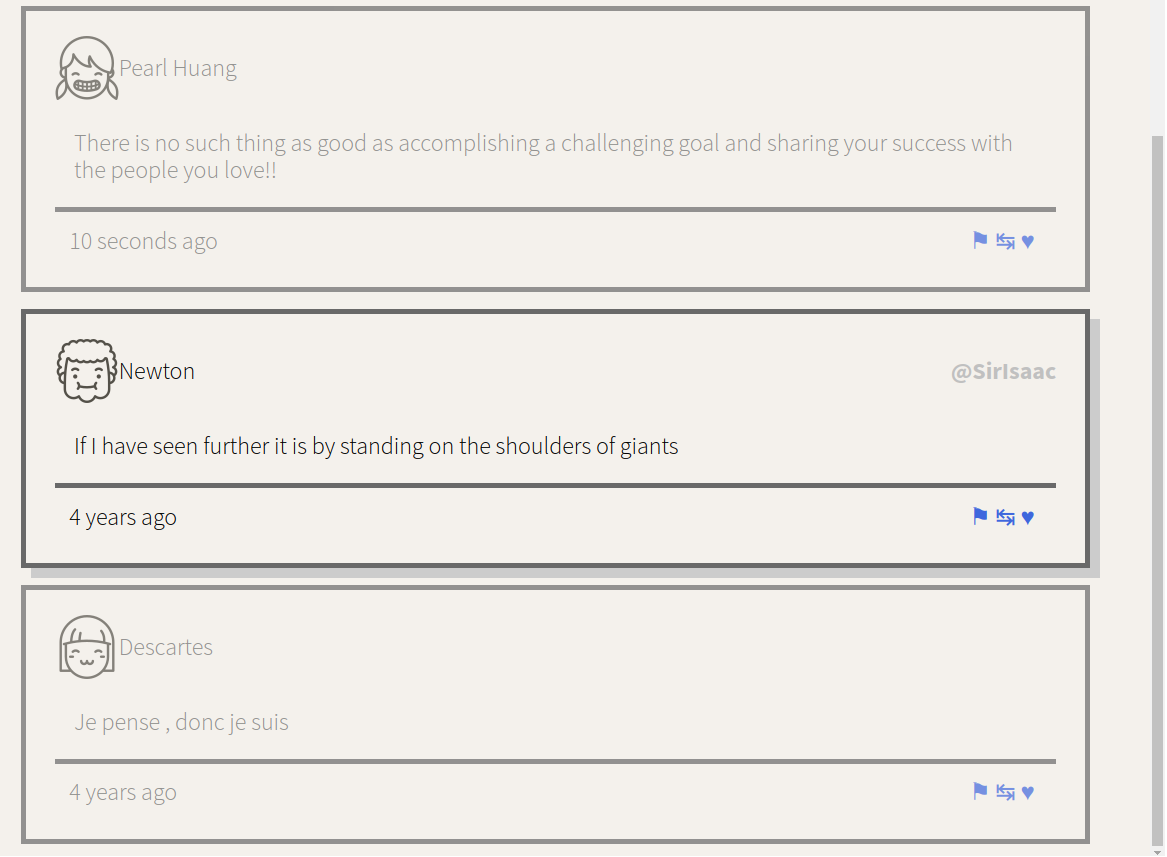 Pearl Huang
There is no such thing as good as accomplishing a challenging goal and sharing your success with
the people you love!!
10 seconds ago ⚑ ↹ ♥
Newton @SirIsaac
If I have seen further it is by standing on the shoulders of giants
4 years ago ⚑ ↹ ♥
Descartes
Je pense , donc je suis
4 years ago ⚑ ↹ ♥